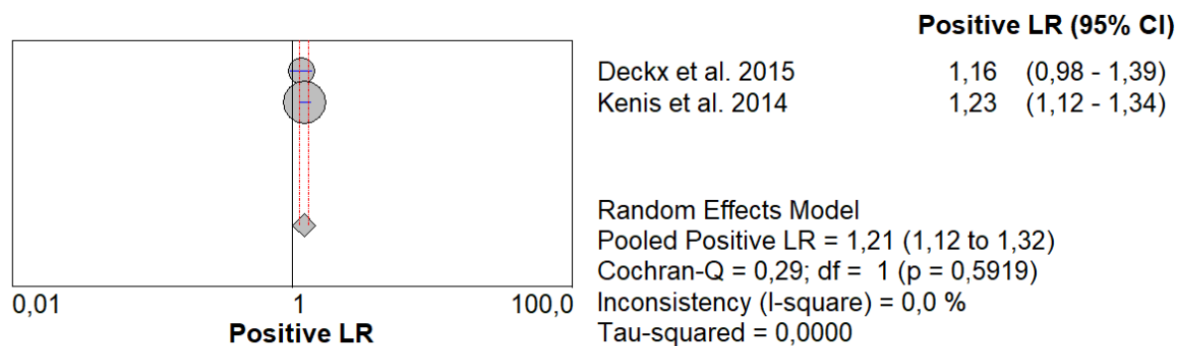 Positive LR (95% CI)
Deckx et al. 2015 1,16 (0,98 - 1,39)
Kenis et al. 2014 1,23 (1,12 - 1,34)
Random Effects Model
Pooled Positive LR = 1,21 (1,12 to 1,32)
Cochran-Q = 0,29; df = 1 (p = 0,5919)
Inconsistency (I-square) = 0,0 %
Tau-squared = 0,0000
0,01 1 100,0
Positive LR